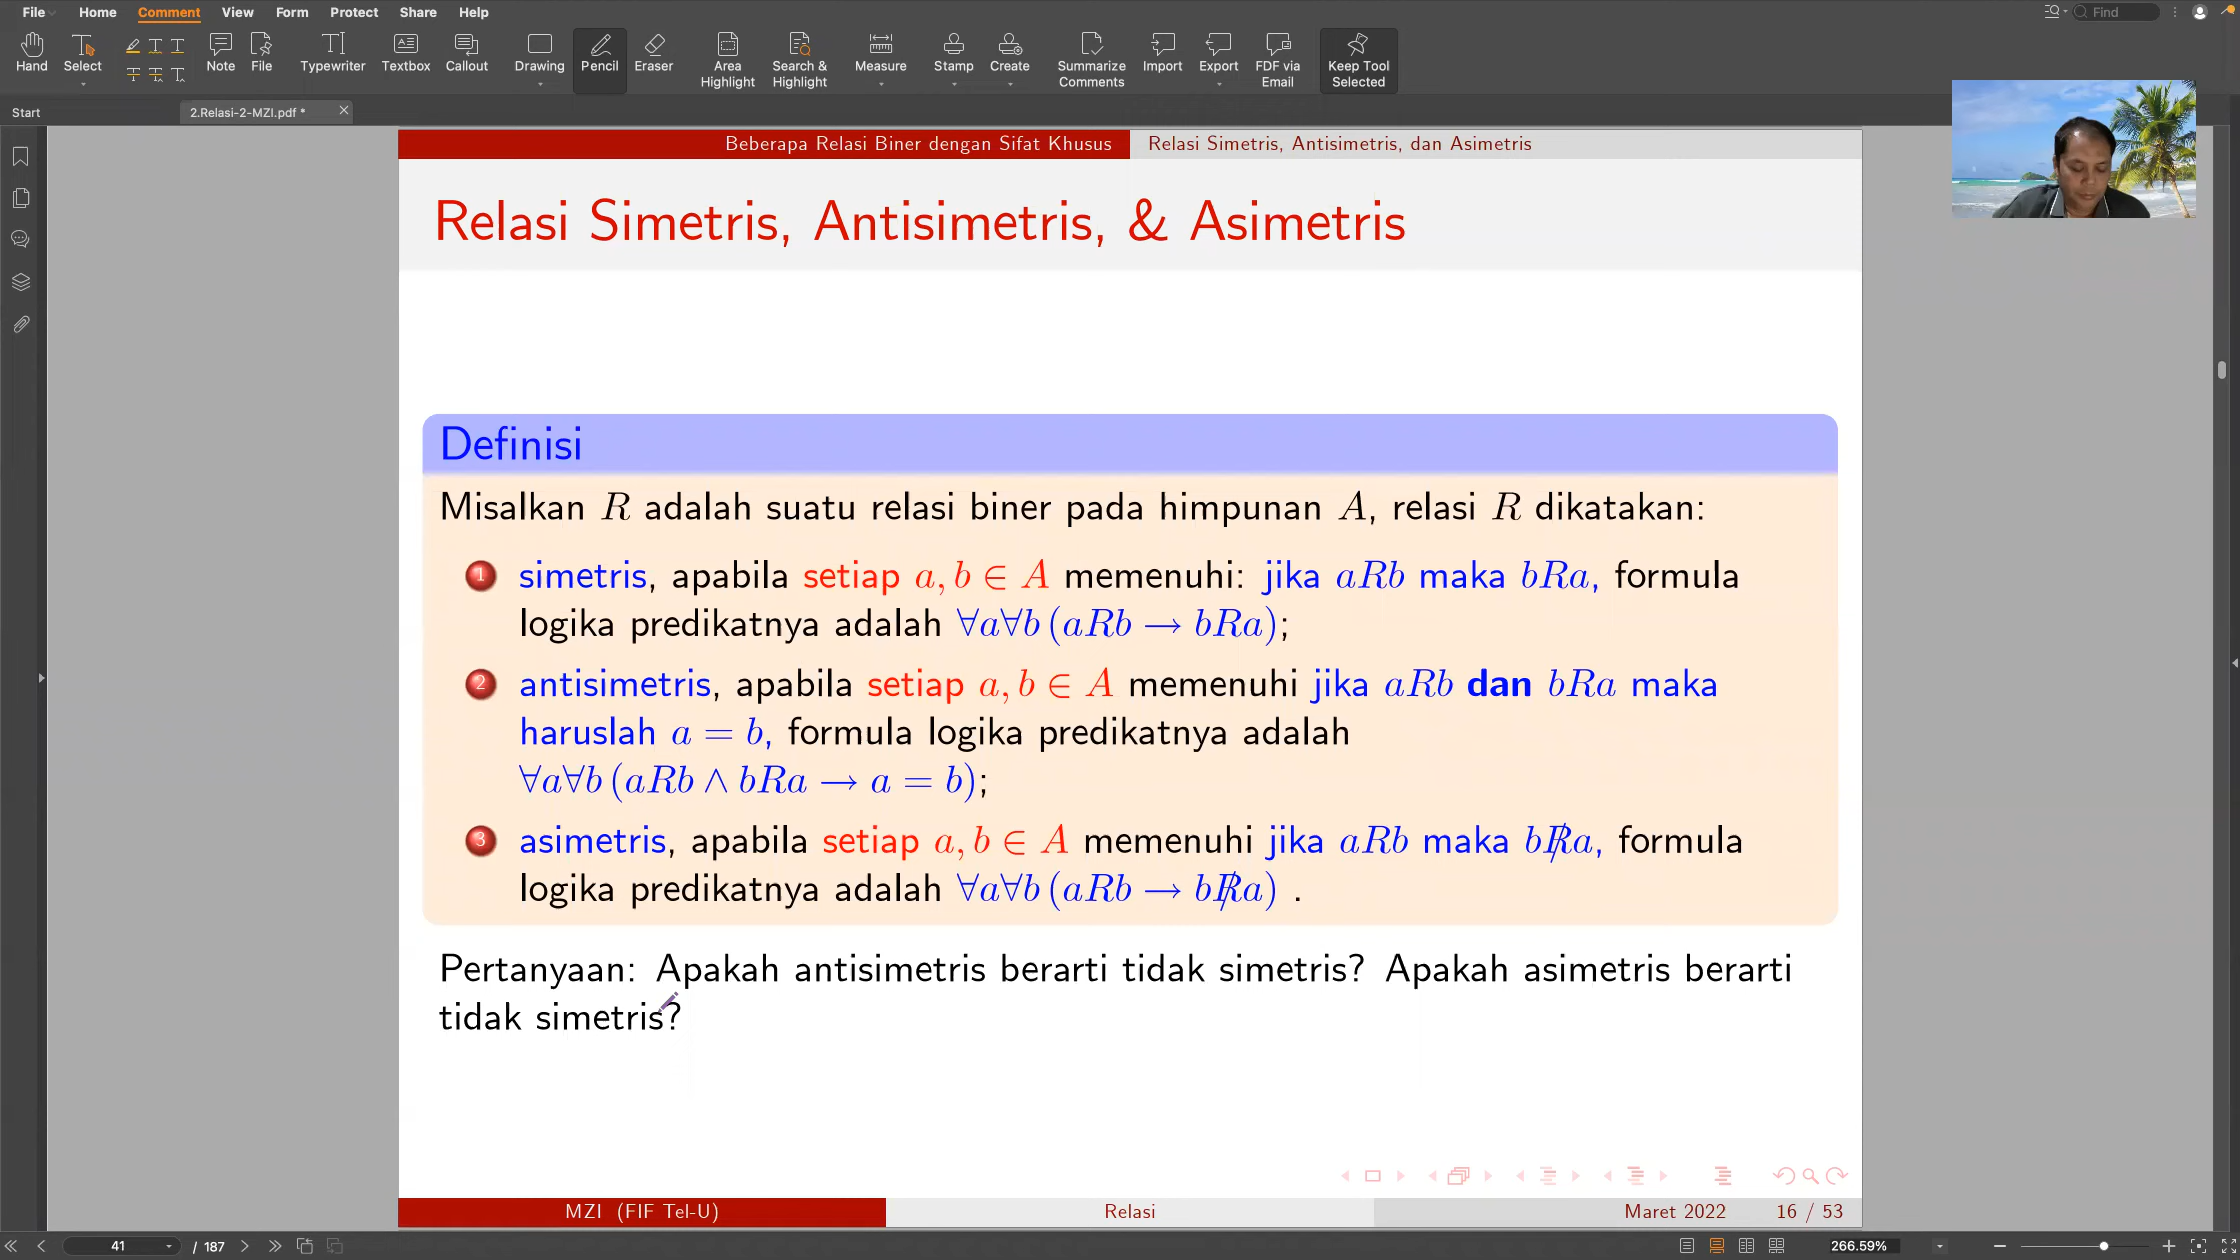 File Home Comment View Form Protect Share Help
Find
Hand Select Note File Typewriter Textbox Callout Drawing Pencil Eraser Area Highlight Search & Highlight Measure Stamp Create Summarize Comments Import Export FDF via Email Keep Tool Selected
Start 2.Relasi-2-MZI.pdf *
Beberapa Relasi Biner dengan Sifat Khusus Relasi Simetris, Antisimetris, dan Asimetris
Relasi Simetris, Antisimetris, & Asimetris
Definisi
Misalkan R adalah suatu relasi biner pada himpunan A, relasi R dikatakan:
1 simetris, apabila setiap a, b ∈ A memenuhi: jika aRb maka bRa, formula
logika predikatnya adalah ∀a∀b (aRb → bRa);
2 antisimetris, apabila setiap a, b ∈ A memenuhi jika aRb dan bRa maka
haruslah a = b, formula logika predikatnya adalah
∀a∀b (aRb ∧ bRa → a = b);
3 asimetris, apabila setiap a, b ∈ A memenuhi jika aRb maka bR̸a, formula
logika predikatnya adalah ∀a∀b (aRb → bR̸a) .
Pertanyaan: Apakah antisimetris berarti tidak simetris? Apakah asimetris berarti
tidak simetris?
MZI (FIF Tel-U) Relasi Maret 2022 16 / 53
41 / 187 266.59%